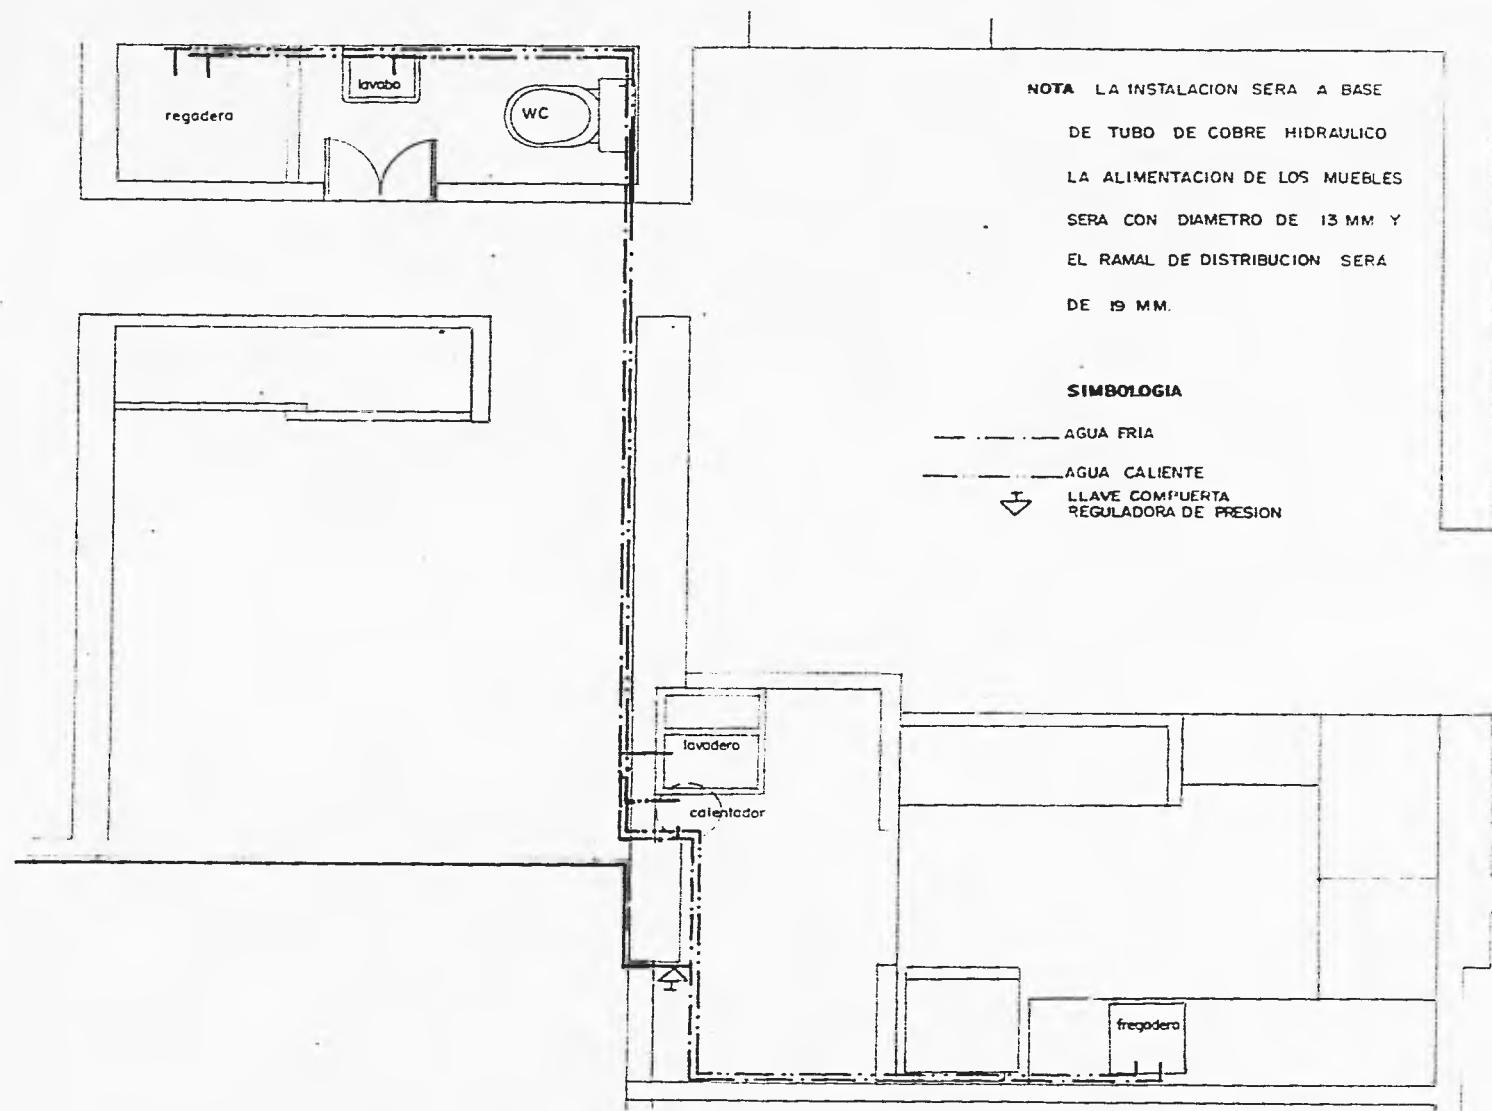 lavabo
regadera
WC
NOTA LA INSTALACION SERA A BASE
DE TUBO DE COBRE HIDRAULICO
LA ALIMENTACION DE LOS MUEBLES
SERA CON DIAMETRO DE 13 MM Y
EL RAMAL DE DISTRIBUCION SERA
DE 19 MM.
SIMBOLOGIA
AGUA FRIA
AGUA CALIENTE
LLAVE COMPUERTA
REGULADORA DE PRESION
lavadero
calentador
fregadero